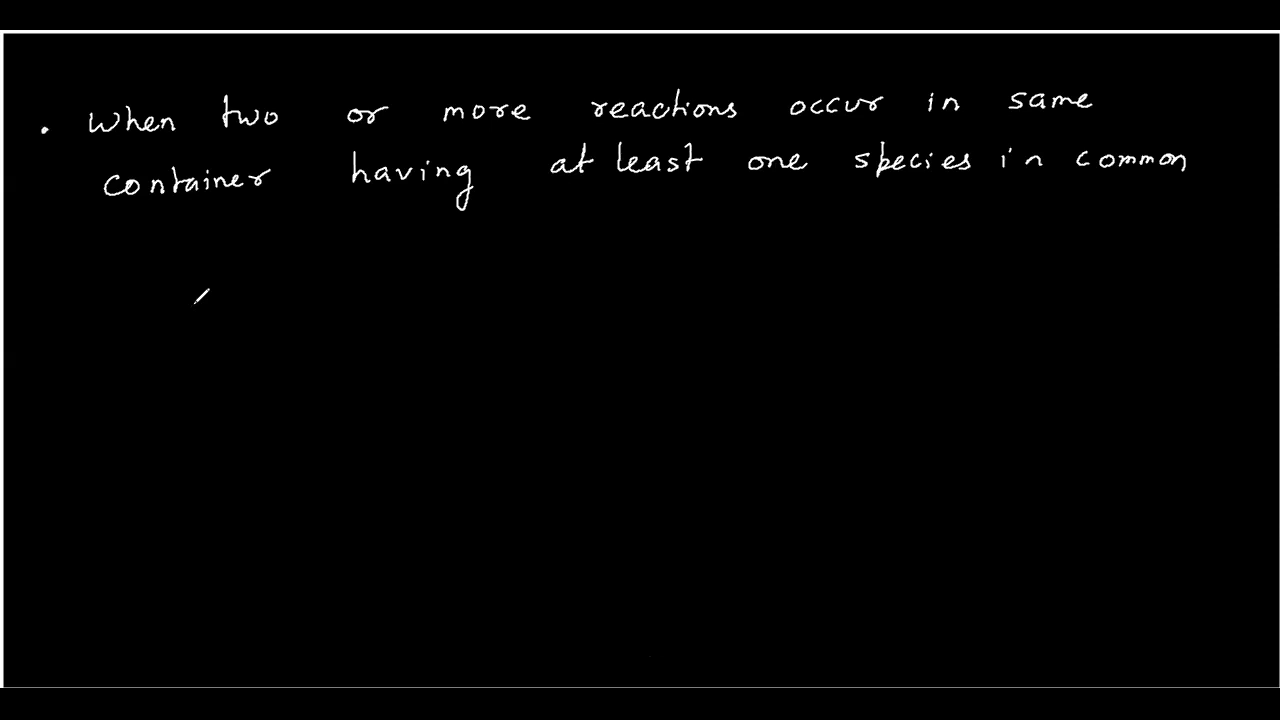 . When two or more reactions occur in same
container having at least one species in common